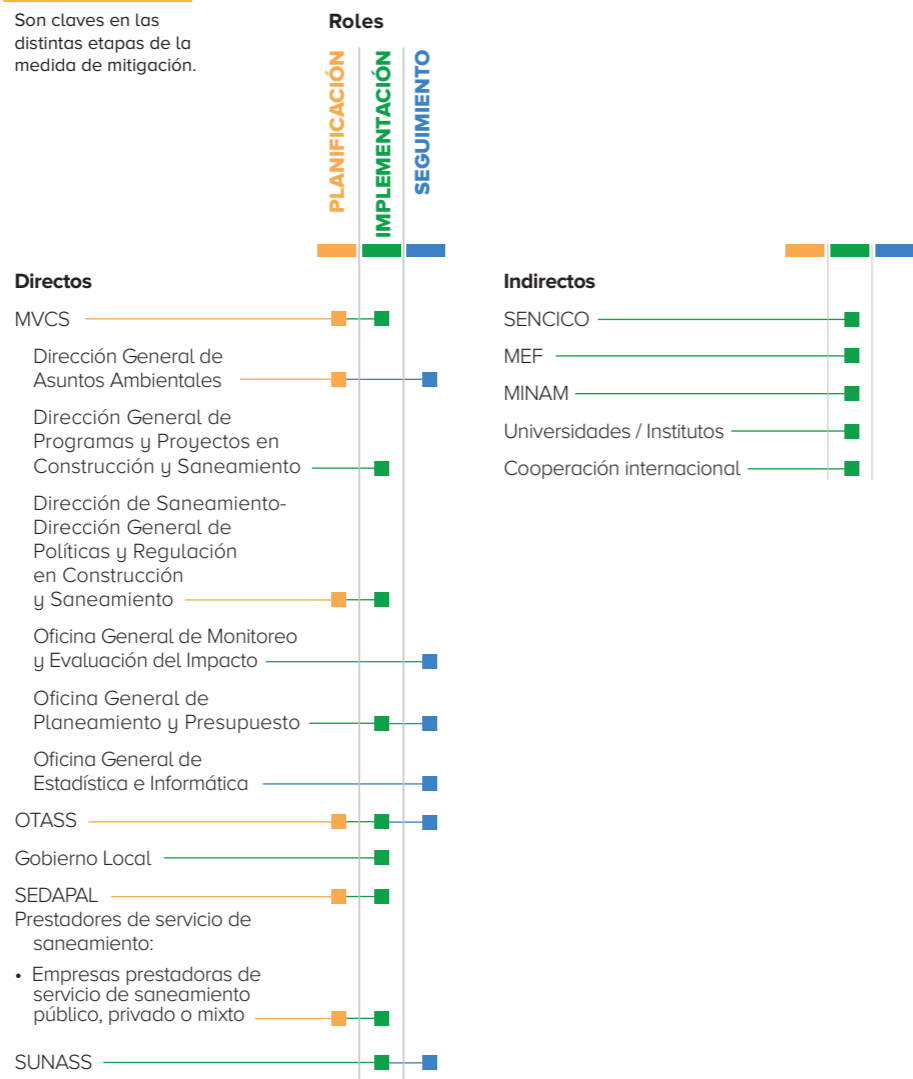 Son claves en las
distintas etapas de la
medida de mitigación.
Roles
PLANIFICACIÓN
IMPLEMENTACIÓN
SEGUIMIENTO
Directos
MVCS
Dirección General de
Asuntos Ambientales
Dirección General de
Programas y Proyectos en
Construcción y Saneamiento
Dirección de Saneamiento-
Dirección General de
Políticas y Regulación
en Construcción
y Saneamiento
Oficina General de Monitoreo
y Evaluación del Impacto
Oficina General de
Planeamiento y Presupuesto
Oficina General de
Estadística e Informática
OTASS
Gobierno Local
SEDAPAL
Prestadores de servicio de
saneamiento:
• Empresas prestadoras de
servicio de saneamiento
público, privado o mixto
SUNASS
Indirectos
SENCICO
MEF
MINAM
Universidades / Institutos
Cooperación internacional